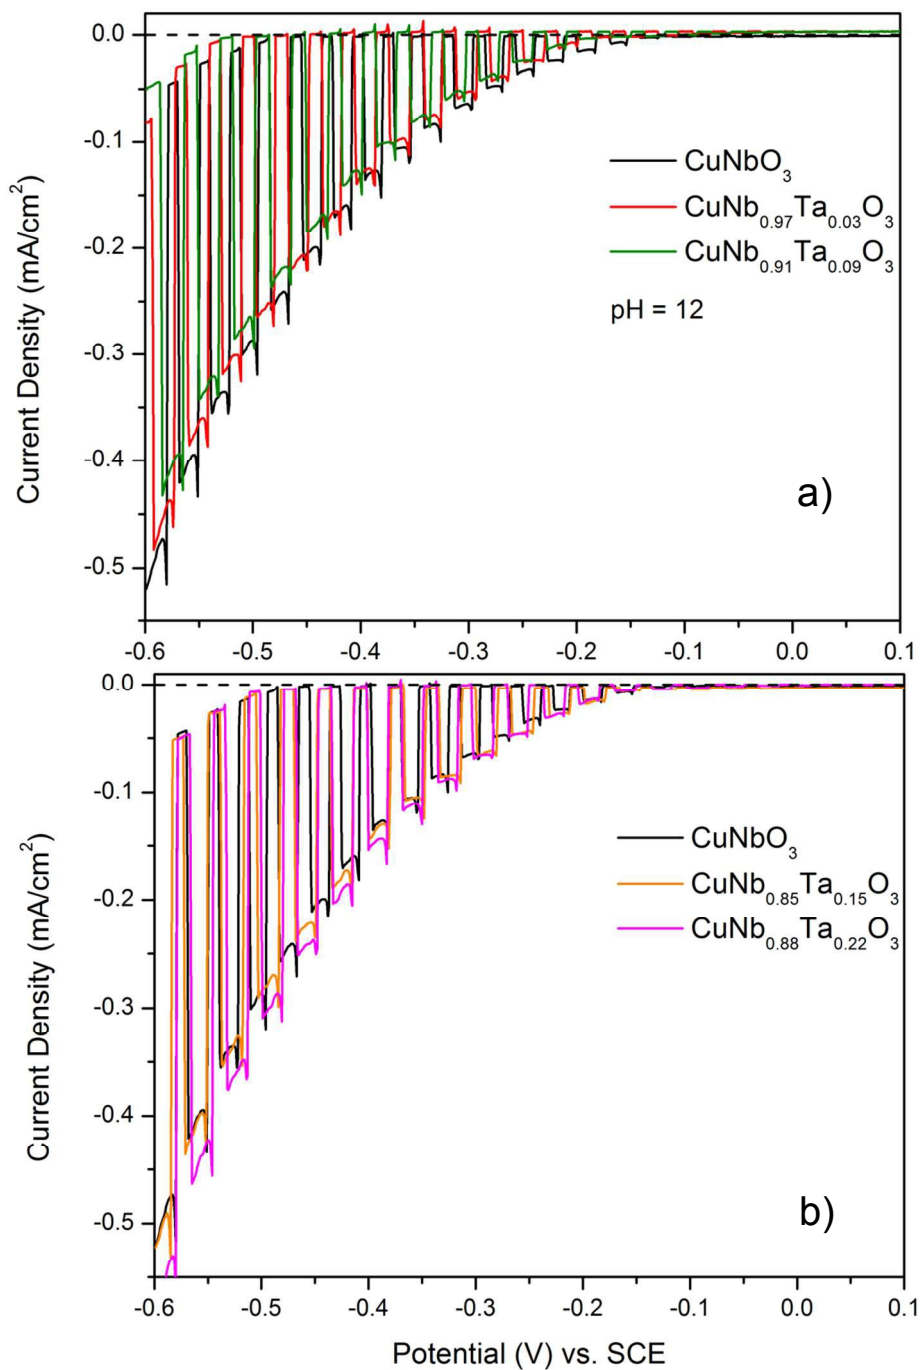 0.0
-0.1
-0.2
-0.3
-0.4
-0.5
Current Density (mA/cm²)
CuNbO₃
CuNb₀.₉₇Ta₀.₀₃O₃
CuNb₀.₉₁Ta₀.₀₉O₃
pH = 12
a)
-0.6 -0.5 -0.4 -0.3 -0.2 -0.1 0.0 0.1
0.0
-0.1
-0.2
-0.3
-0.4
-0.5
Current Density (mA/cm²)
CuNbO₃
CuNb₀.₈₅Ta₀.₁₅O₃
CuNb₀.₈₈Ta₀.₂₂O₃
b)
-0.6 -0.5 -0.4 -0.3 -0.2 -0.1 0.0 0.1
Potential (V) vs. SCE